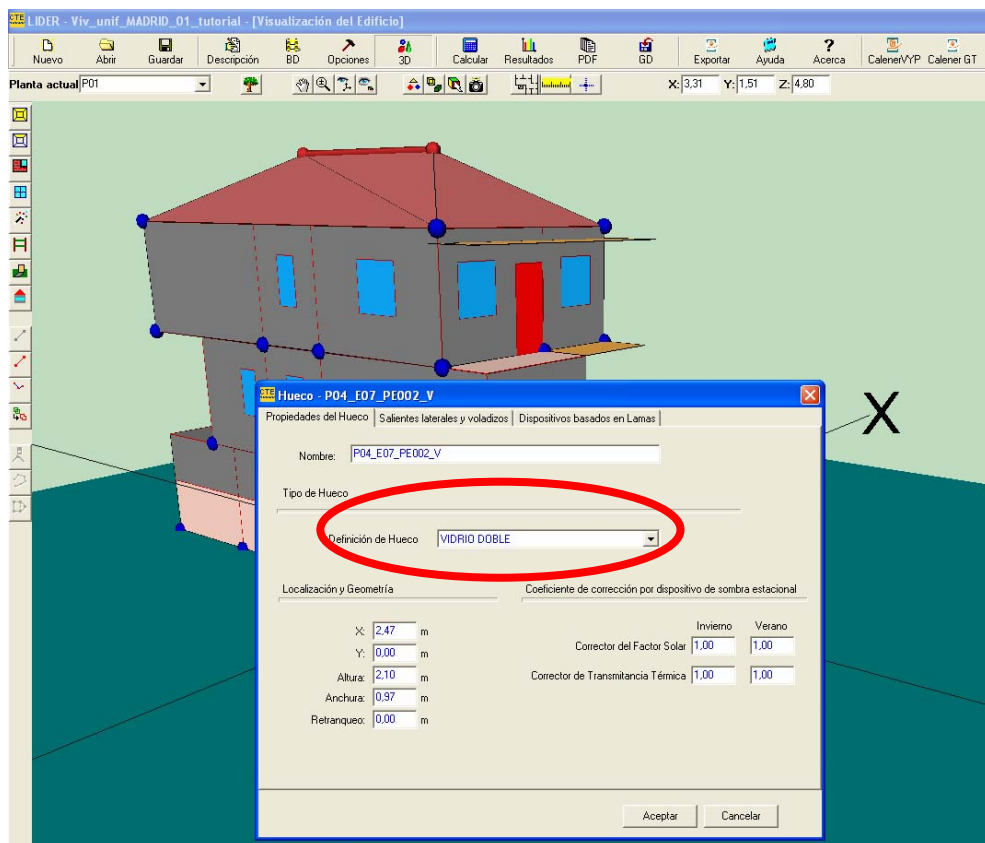 CTE LIDER - Viv_unif_MADRID_01_tutorial - [Visualización del Edificio]
Nuevo Abrir Guardar Descripción BD Opciones 3D Calcular Resultados PDF GD Exportar Ayuda Acerca CalenerVYP Calener GT
Planta actual P01 X: 3,31 Y: 1,51 Z: 4,80
X
CTE Hueco - P04_E07_PE002_V
Propiedades del Hueco Salientes laterales y voladizos Dispositivos basados en Lamas
Nombre: P04_E07_PE002_V
Tipo de Hueco
Definición de Hueco VIDRIO DOBLE
Localización y Geometría Coeficiente de corrección por dispositivo de sombra estacional
Invierno Verano
X: 2,47 m
Corrector del Factor Solar 1,00 1,00
Y: 0,00 m
Altura: 2,10 m
Corrector de Transmitancia Térmica 1,00 1,00
Anchura: 0,97 m
Retranqueo: 0,00 m
Aceptar Cancelar